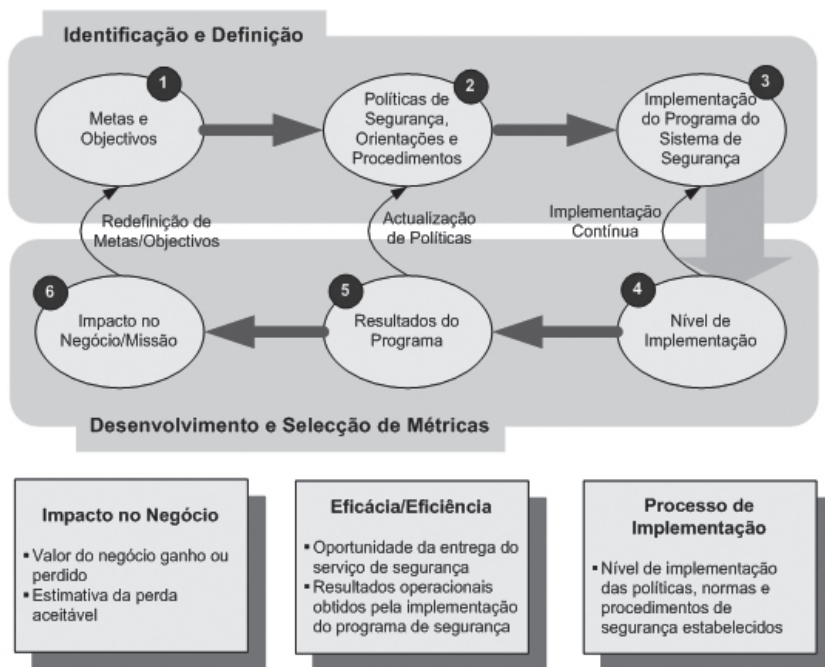 Identificação e Definição
1
Metas e
Objectivos
2
Políticas de
Segurança,
Orientações e
Procedimentos
3
Implementação
do Programa do
Sistema de
Segurança
Redefinição de
Metas/Objectivos
Actualização
de Políticas
Implementação
Contínua
6
Impacto no
Negócio/Missão
5
Resultados do
Programa
4
Nível de
Implementação
Desenvolvimento e Selecção de Métricas
Impacto no Negócio
▪ Valor do negócio ganho ou
perdido
▪ Estimativa da perda
aceitável
Eficácia/Eficiência
▪ Oportunidade da entrega do
serviço de segurança
▪ Resultados operacionais
obtidos pela implementação
do programa de segurança
Processo de
Implementação
▪ Nível de implementação
das políticas, normas e
procedimentos de
segurança estabelecidos